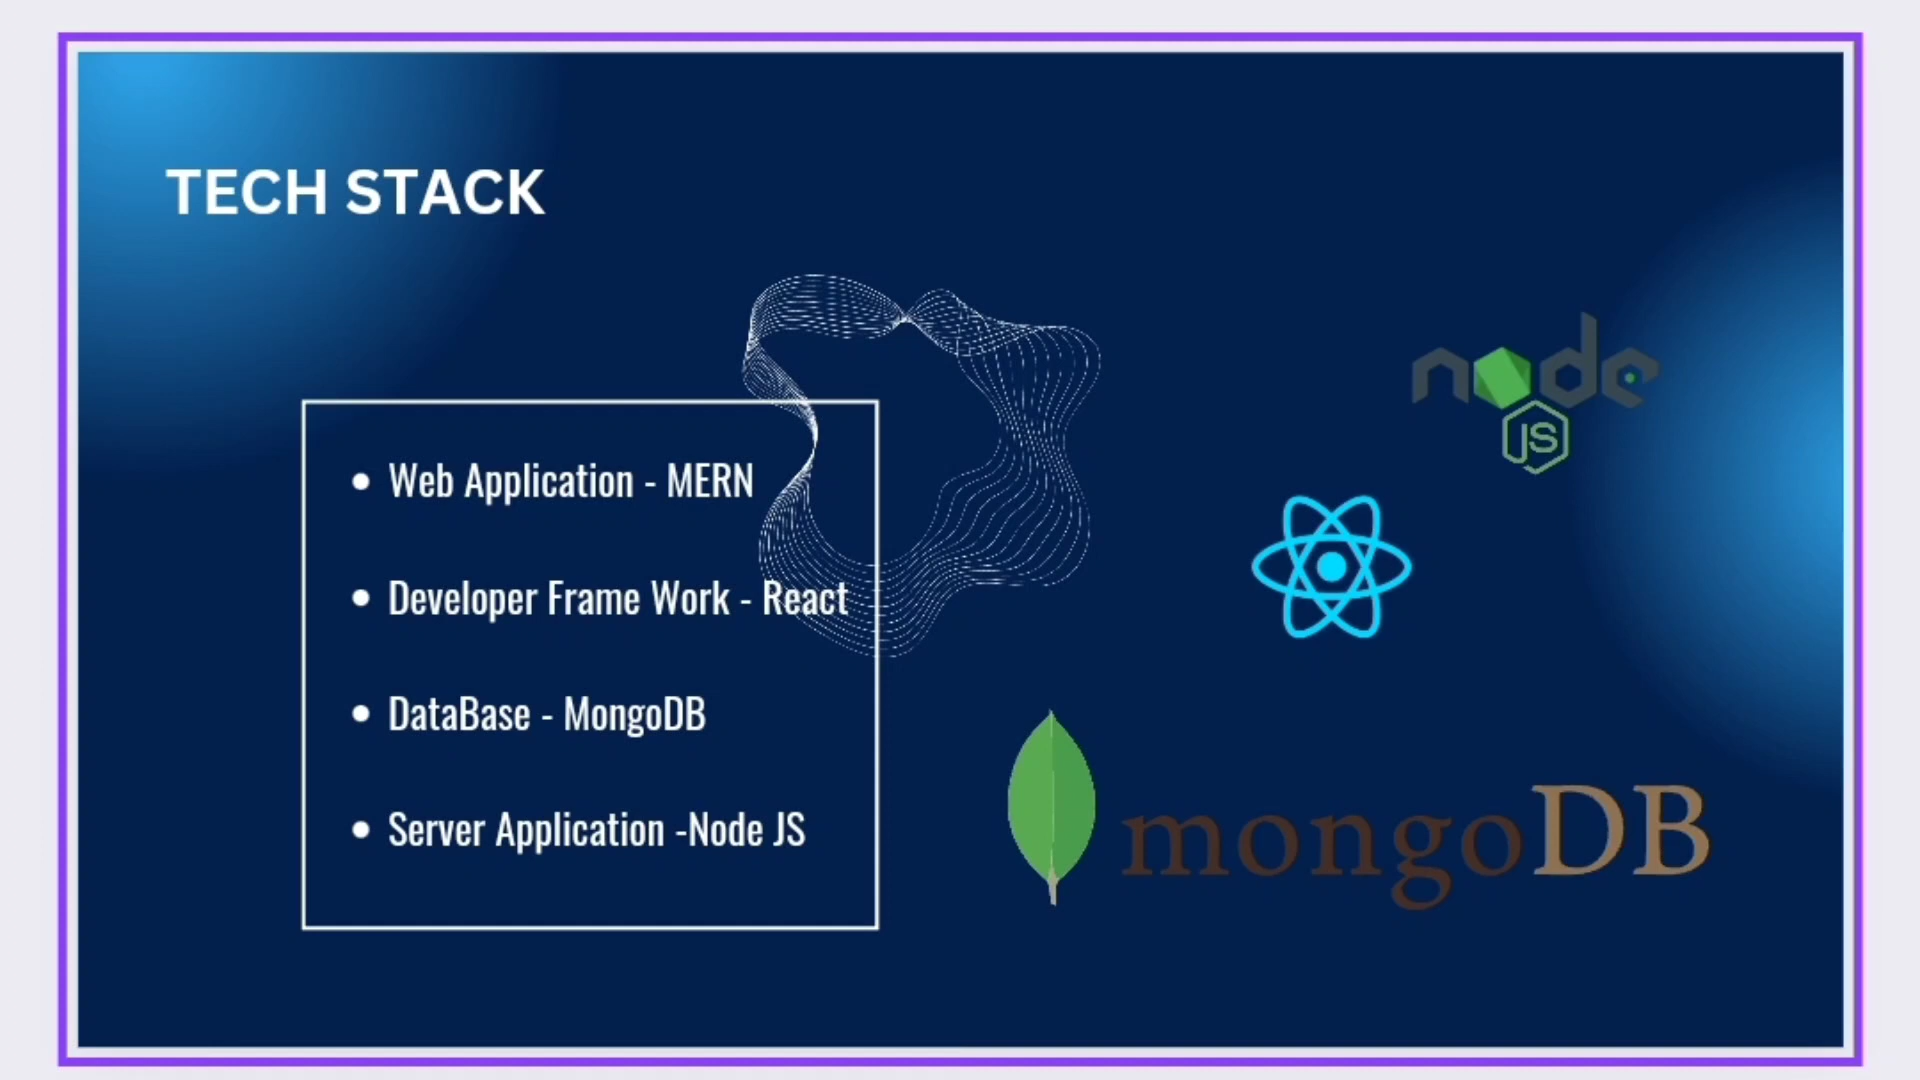 TECH STACK
Web Application - MERN
Developer Frame Work - React
DataBase - MongoDB
Server Application -Node JS
node
JS
mongoDB